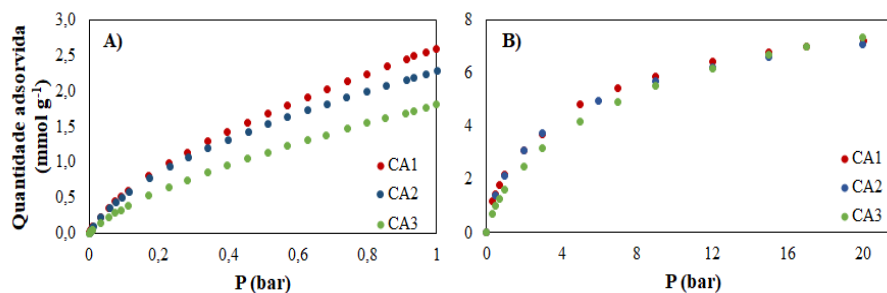 Quantidade adsorvida
(mmol g-1)
A)
3,0
2,5
2,0
1,5
1,0
0,5
0,0
0
0,2
0,4
0,6
0,8
1
P (bar)
CA1
CA2
CA3
B)
8
6
4
2
0
0
4
8
12
16
20
P (bar)
CA1
CA2
CA3